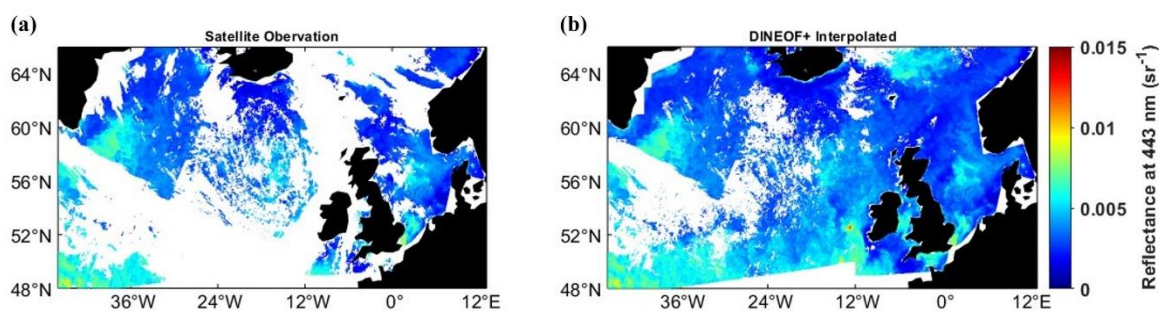 (a)
Satellite Obervation
64°N
60°N
56°N
52°N
48°N
36°W 24°W 12°W 0° 12°E
(b)
DINEOF+ Interpolated
64°N
60°N
56°N
52°N
48°N
36°W 24°W 12°W 0° 12°E
0.015
0.01
0.005
0
Reflectance at 443 nm (sr⁻¹)